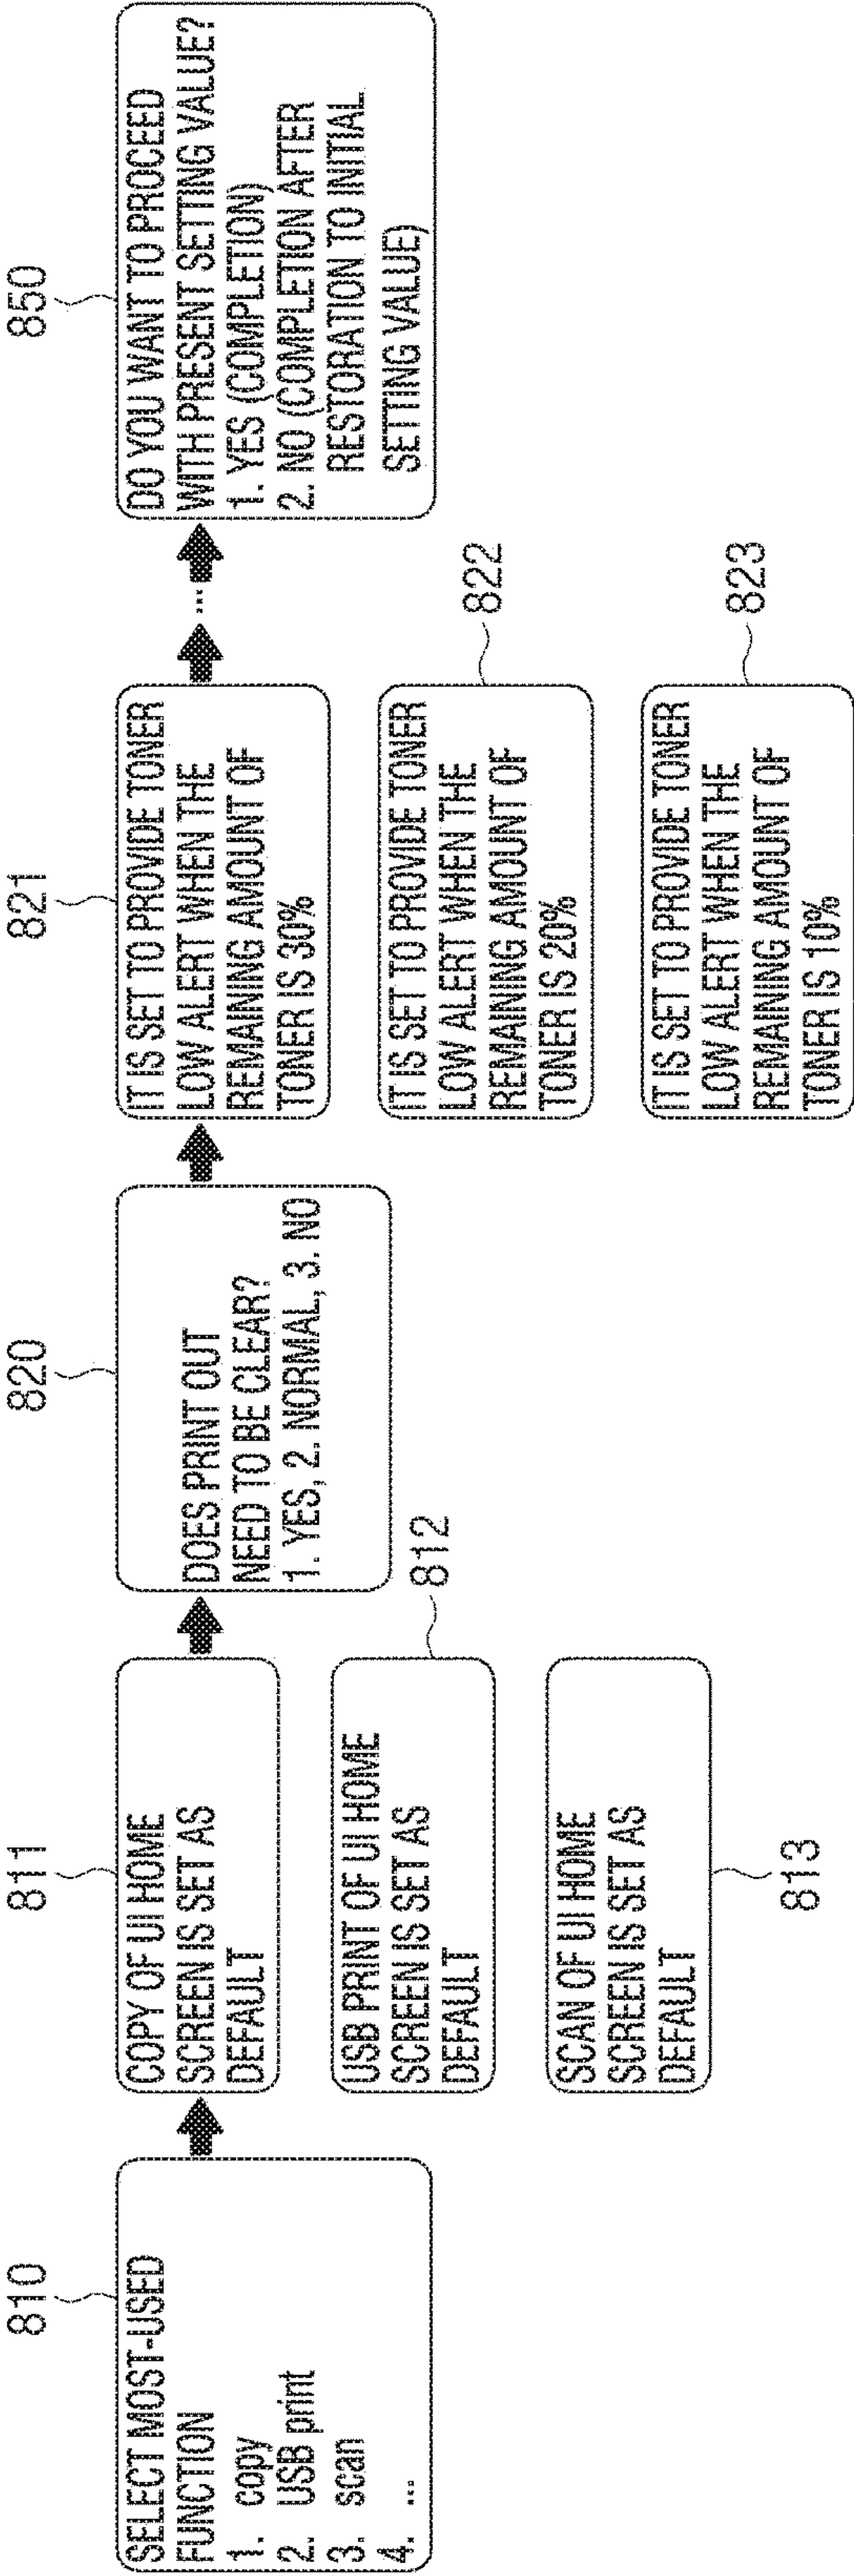 810
SELECT MOST-USED
FUNCTION
1. copy
2. USB print
3. scan
4. ...
811
COPY OF UI HOME
SCREEN IS SET AS
DEFAULT
812
USB PRINT OF UI HOME
SCREEN IS SET AS
DEFAULT
813
SCAN OF UI HOME
SCREEN IS SET AS
DEFAULT
820
DOES PRINT OUT
NEED TO BE CLEAR?
1. YES, 2. NORMAL, 3. NO
821
IT IS SET TO PROVIDE TONER
LOW ALERT WHEN THE
REMAINING AMOUNT OF
TONER IS 30%
822
IT IS SET TO PROVIDE TONER
LOW ALERT WHEN THE
REMAINING AMOUNT OF
TONER IS 20%
823
IT IS SET TO PROVIDE TONER
LOW ALERT WHEN THE
REMAINING AMOUNT OF
TONER IS 10%
...
850
DO YOU WANT TO PROCEED
WITH PRESENT SETTING VALUE?
1. YES (COMPLETION)
2. NO (COMPLETION AFTER
RESTORATION TO INITIAL
SETTING VALUE)